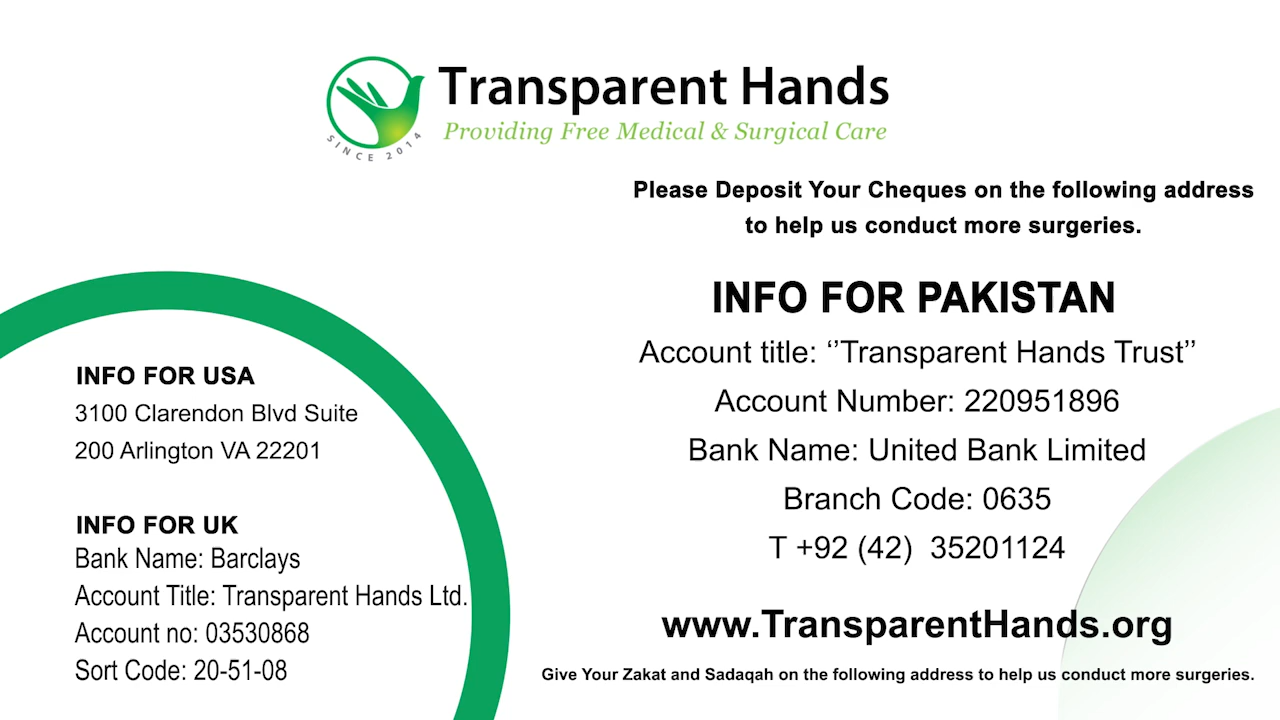 Transparent Hands
Providing Free Medical & Surgical Care
SINCE 2014
Please Deposit Your Cheques on the following address
to help us conduct more surgeries.
INFO FOR PAKISTAN
Account title: ‘’Transparent Hands Trust’’
Account Number: 220951896
Bank Name: United Bank Limited
Branch Code: 0635
T +92 (42)  35201124
www.TransparentHands.org
Give Your Zakat and Sadaqah on the following address to help us conduct more surgeries.
INFO FOR USA
3100 Clarendon Blvd Suite
200 Arlington VA 22201
INFO FOR UK
Bank Name: Barclays
Account Title: Transparent Hands Ltd.
Account no: 03530868
Sort Code: 20-51-08